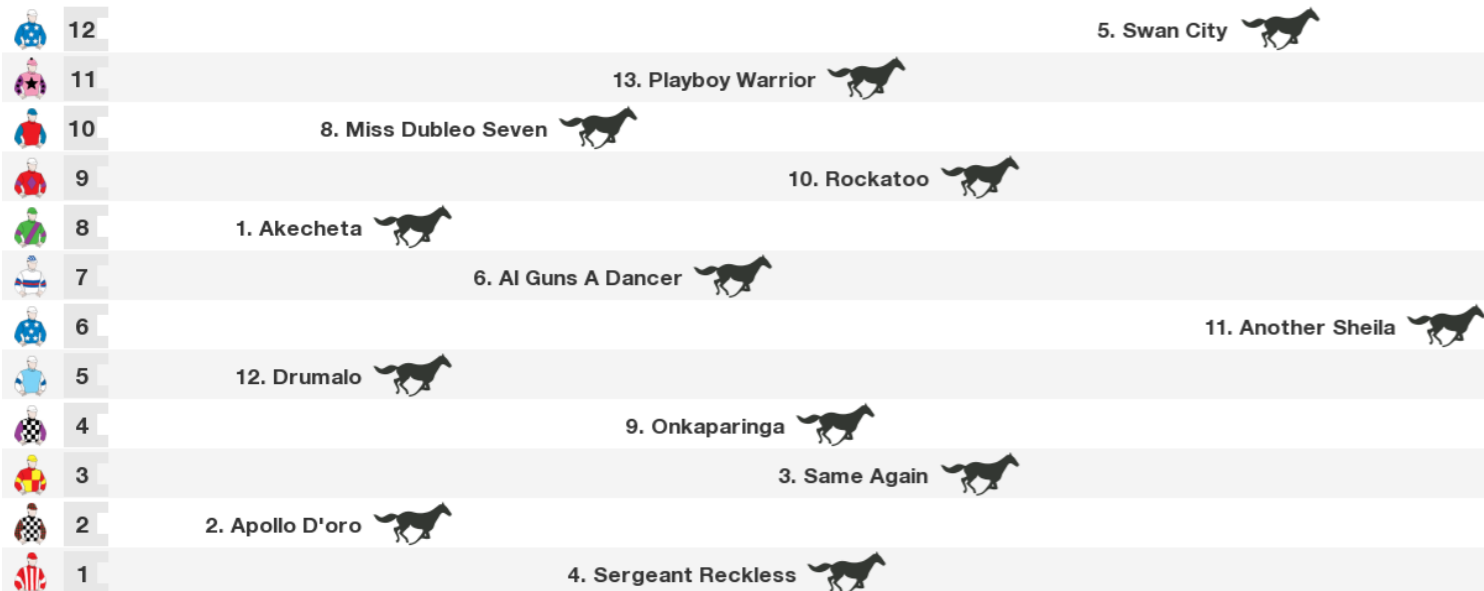 12 5. Swan City
11 13. Playboy Warrior
10 8. Miss Dubleo Seven
9 10. Rockatoo
8 1. Akecheta
7 6. Al Guns A Dancer
6 11. Another Sheila
5 12. Drumalo
4 9. Onkaparinga
3 3. Same Again
2 2. Apollo D'oro
1 4. Sergeant Reckless